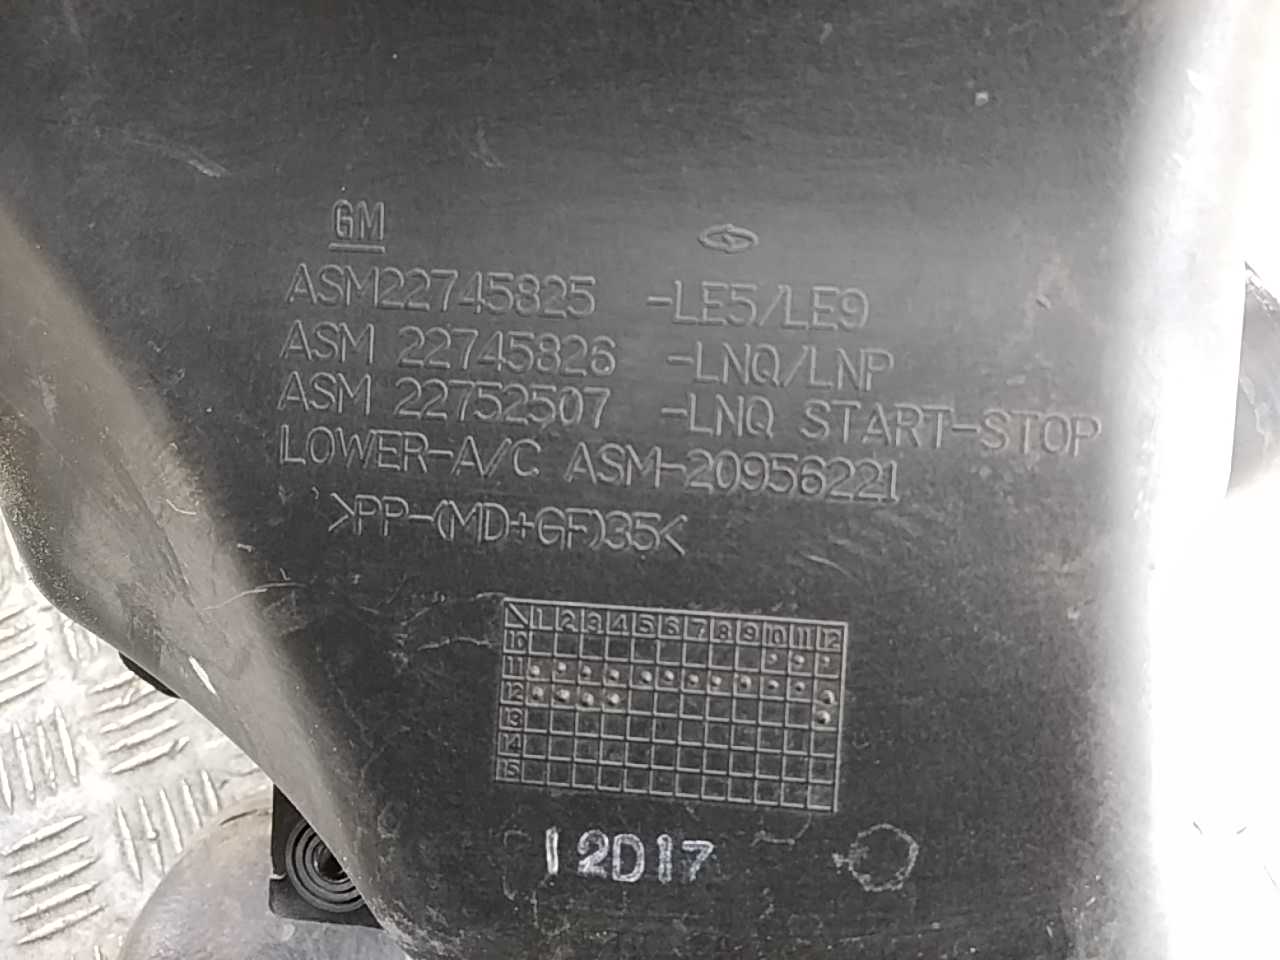 GM
ASM22745825 -LE5/LE9
ASM 22745826 -LNQ/LNP
ASM 22752507 -LNQ START-STOP
LOWER-A/C ASM-20956221
>PP-(MD+GF)35<
1 2 3 4 5 6 7 8 9 10 11 12
10
11
12
13
14
15
12D17